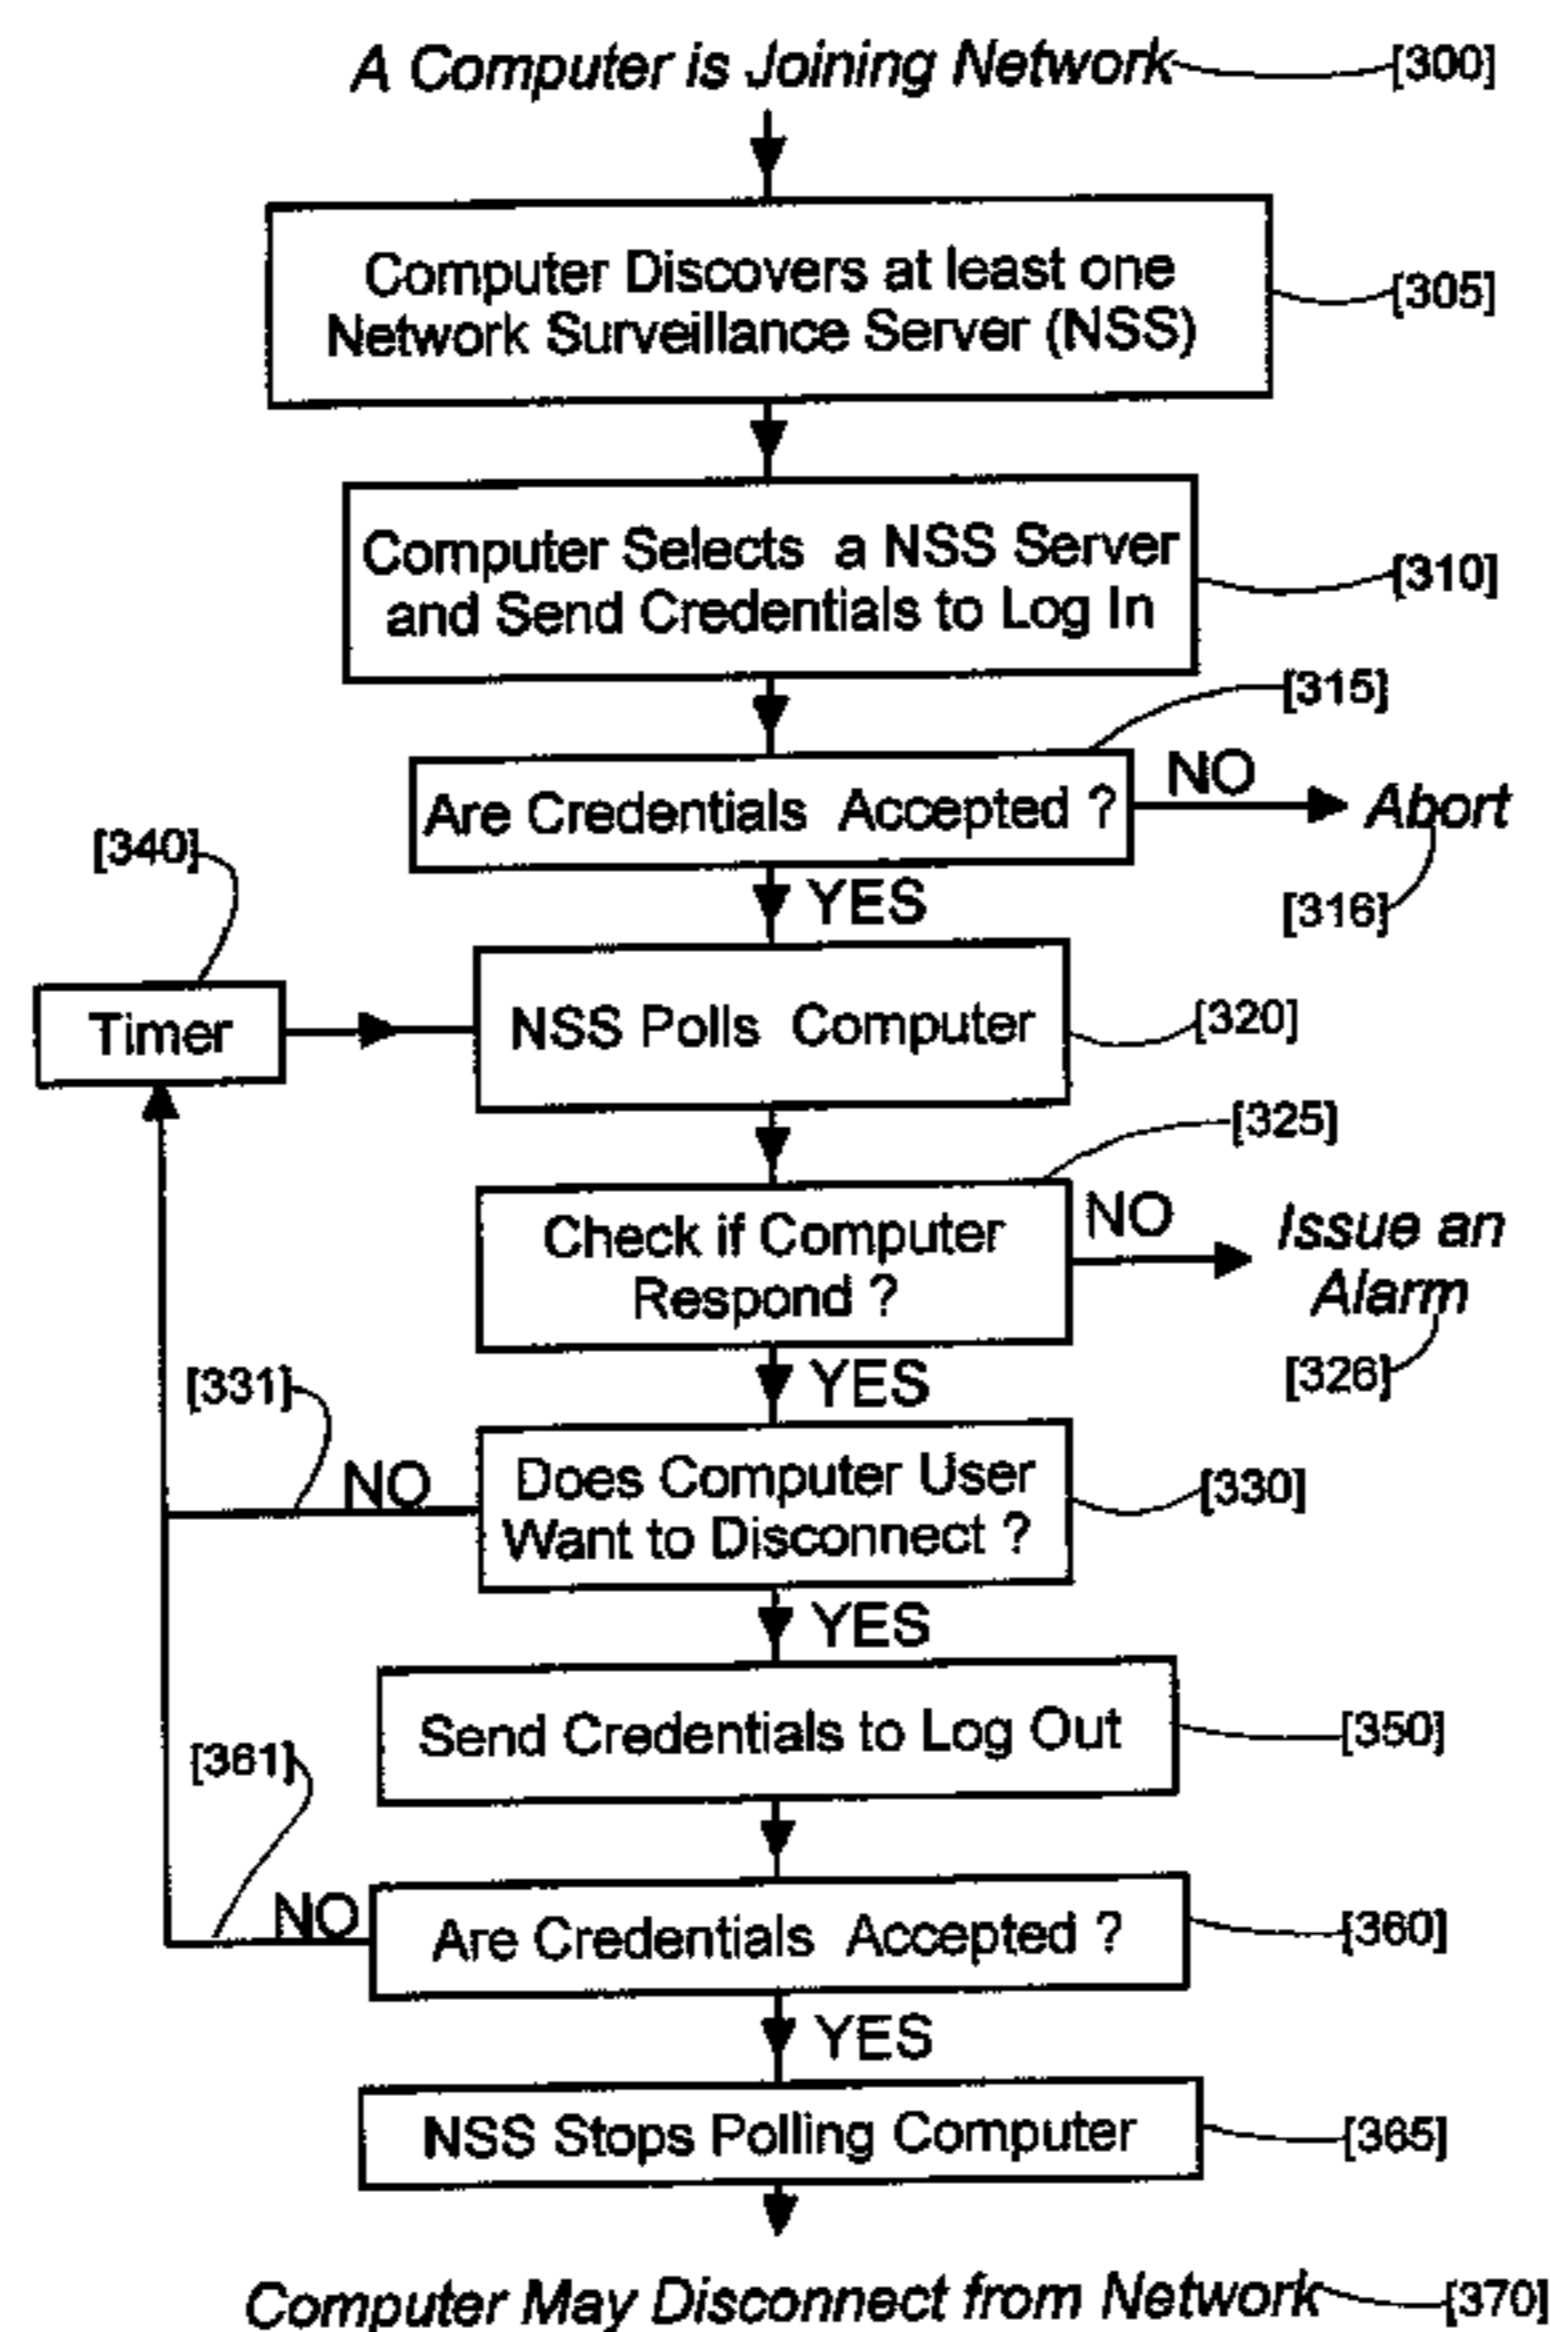 A Computer is Joining Network [300]
Computer Discovers at least one
Network Surveillance Server (NSS)
[305]
Computer Selects a NSS Server
and Send Credentials to Log In
[310]
[315]
Are Credentials Accepted ?
NO
Abort
[316]
YES
[340]
Timer
NSS Polls Computer
[320]
[325]
Check if Computer
Respond ?
NO
Issue an
Alarm
[326]
YES
[331]
NO
Does Computer User
Want to Disconnect ?
[330]
YES
Send Credentials to Log Out
[350]
[361]
NO
Are Credentials Accepted ?
[360]
YES
NSS Stops Polling Computer
[365]
Computer May Disconnect from Network [370]